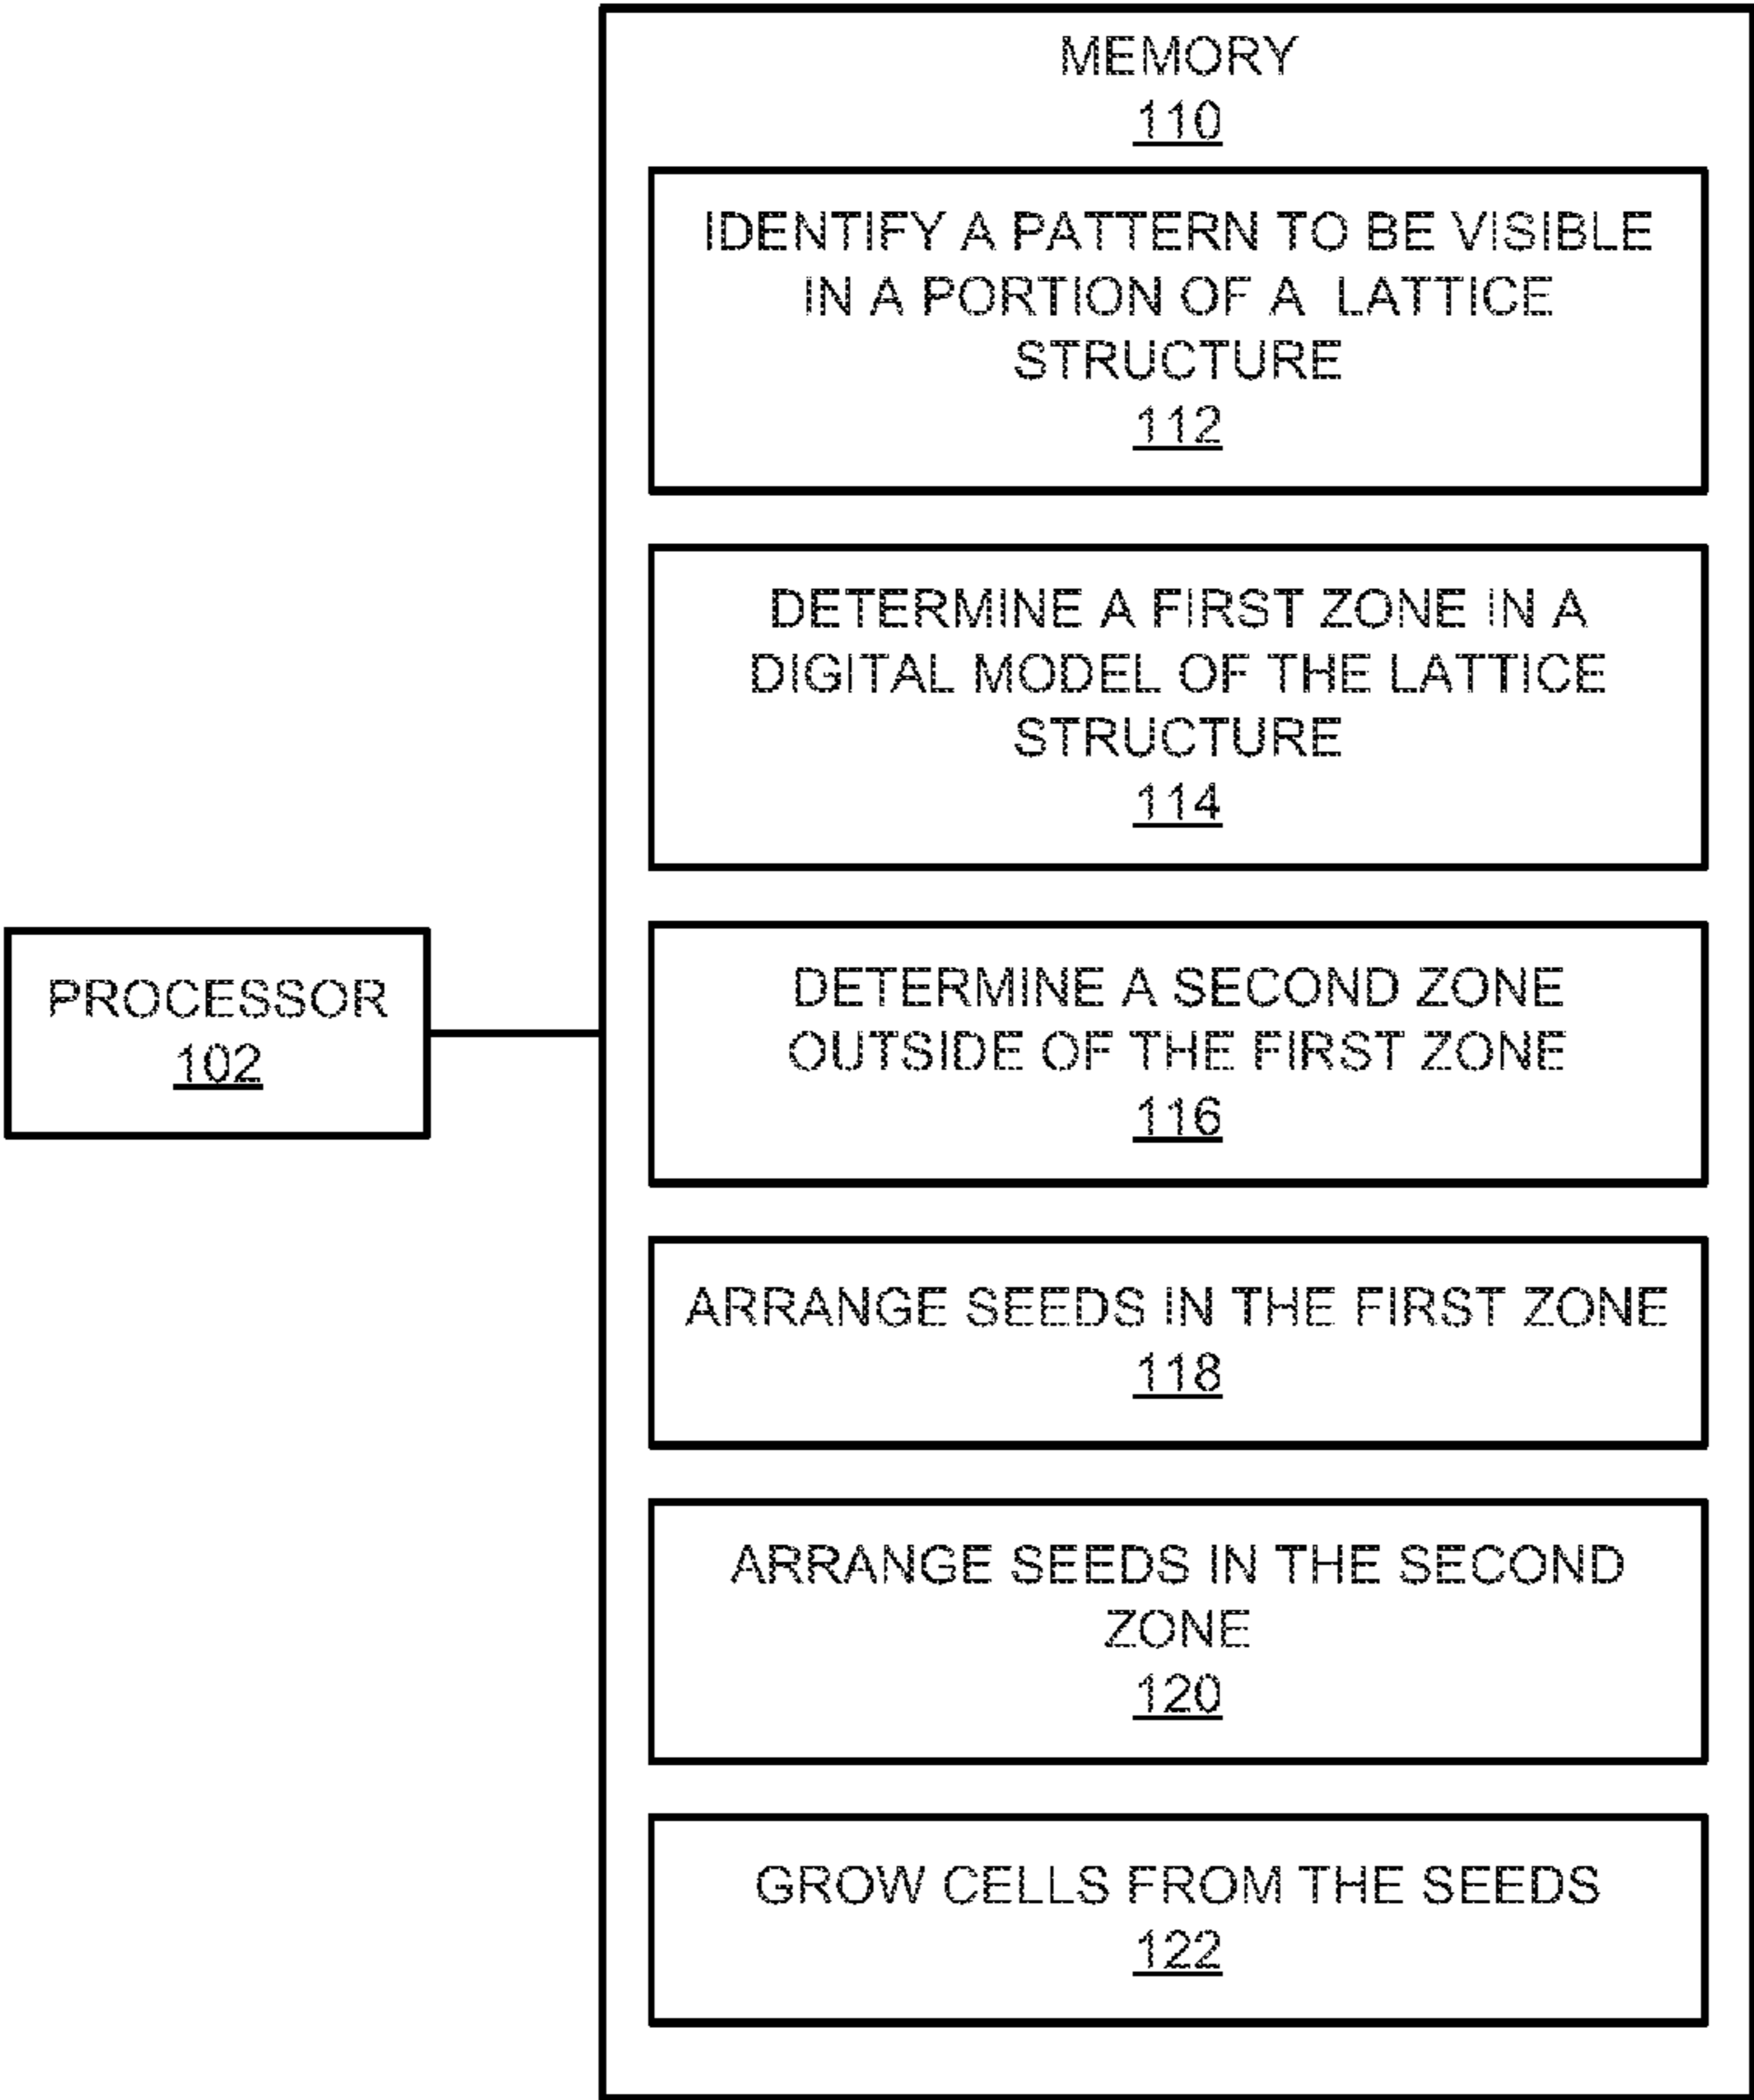 MEMORY
110
IDENTIFY A PATTERN TO BE VISIBLE
IN A PORTION OF A LATTICE
STRUCTURE
112
DETERMINE A FIRST ZONE IN A
DIGITAL MODEL OF THE LATTICE
STRUCTURE
114
PROCESSOR
102
DETERMINE A SECOND ZONE
OUTSIDE OF THE FIRST ZONE
116
ARRANGE SEEDS IN THE FIRST ZONE
118
ARRANGE SEEDS IN THE SECOND
ZONE
120
GROW CELLS FROM THE SEEDS
122